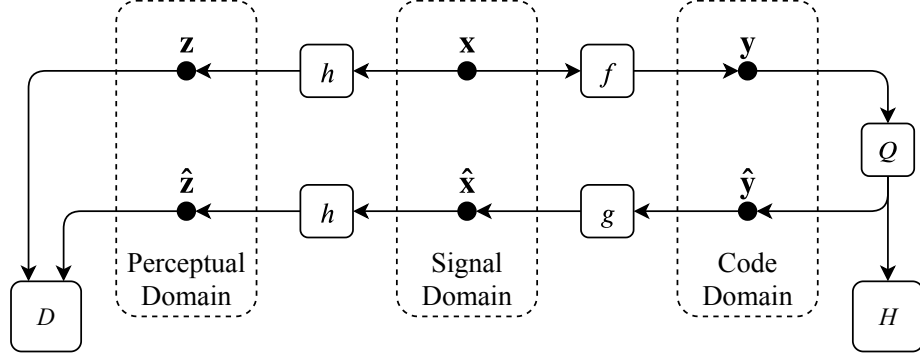 z
h
x
f
y
Q
ẑ
h
x̂
g
ŷ
Perceptual
Domain
Signal
Domain
Code
Domain
D
H